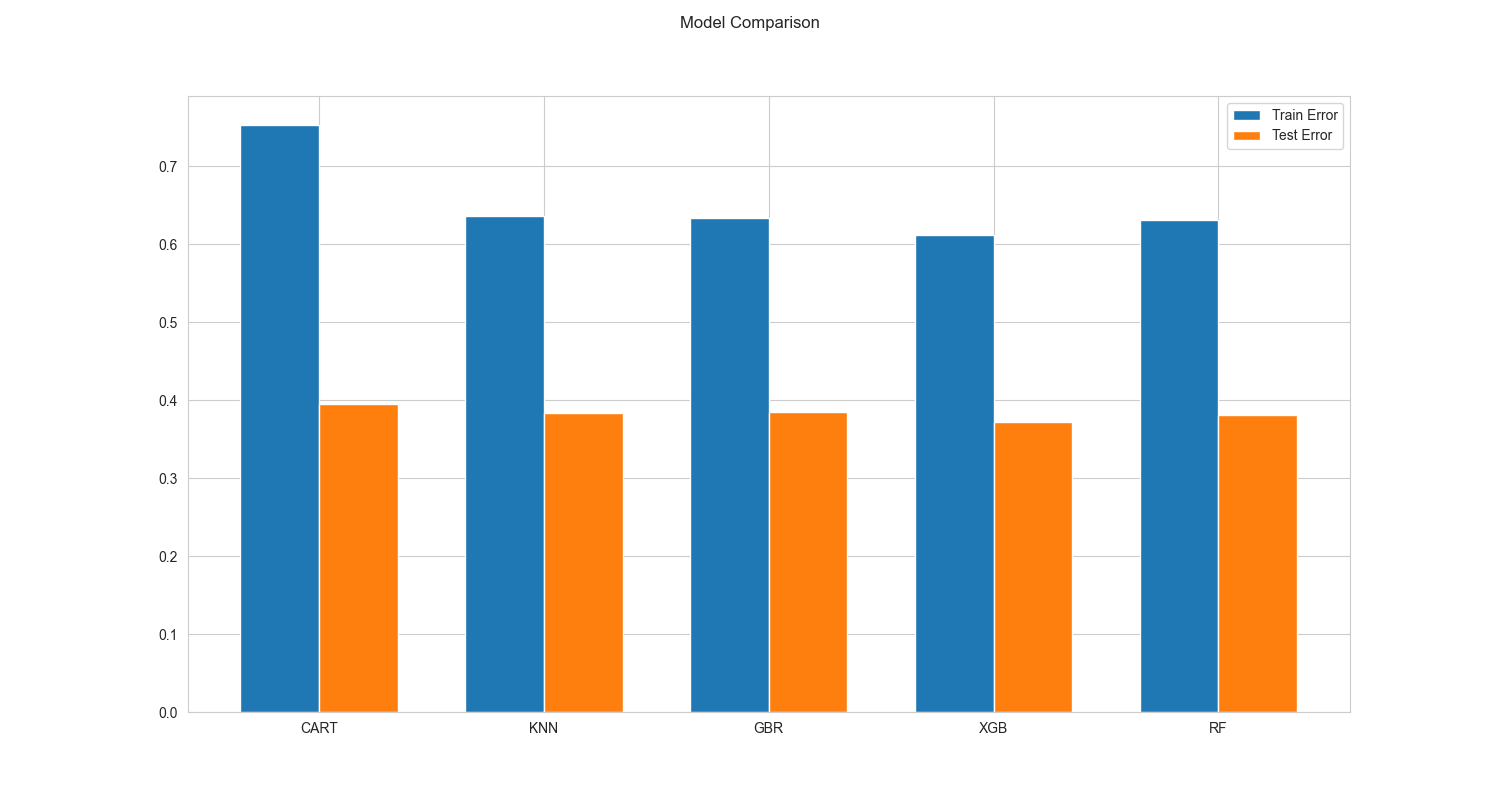 Model Comparison
Train Error
Test Error
0.7
0.6
0.5
0.4
0.3
0.2
0.1
0.0
CART
KNN
GBR
XGB
RF